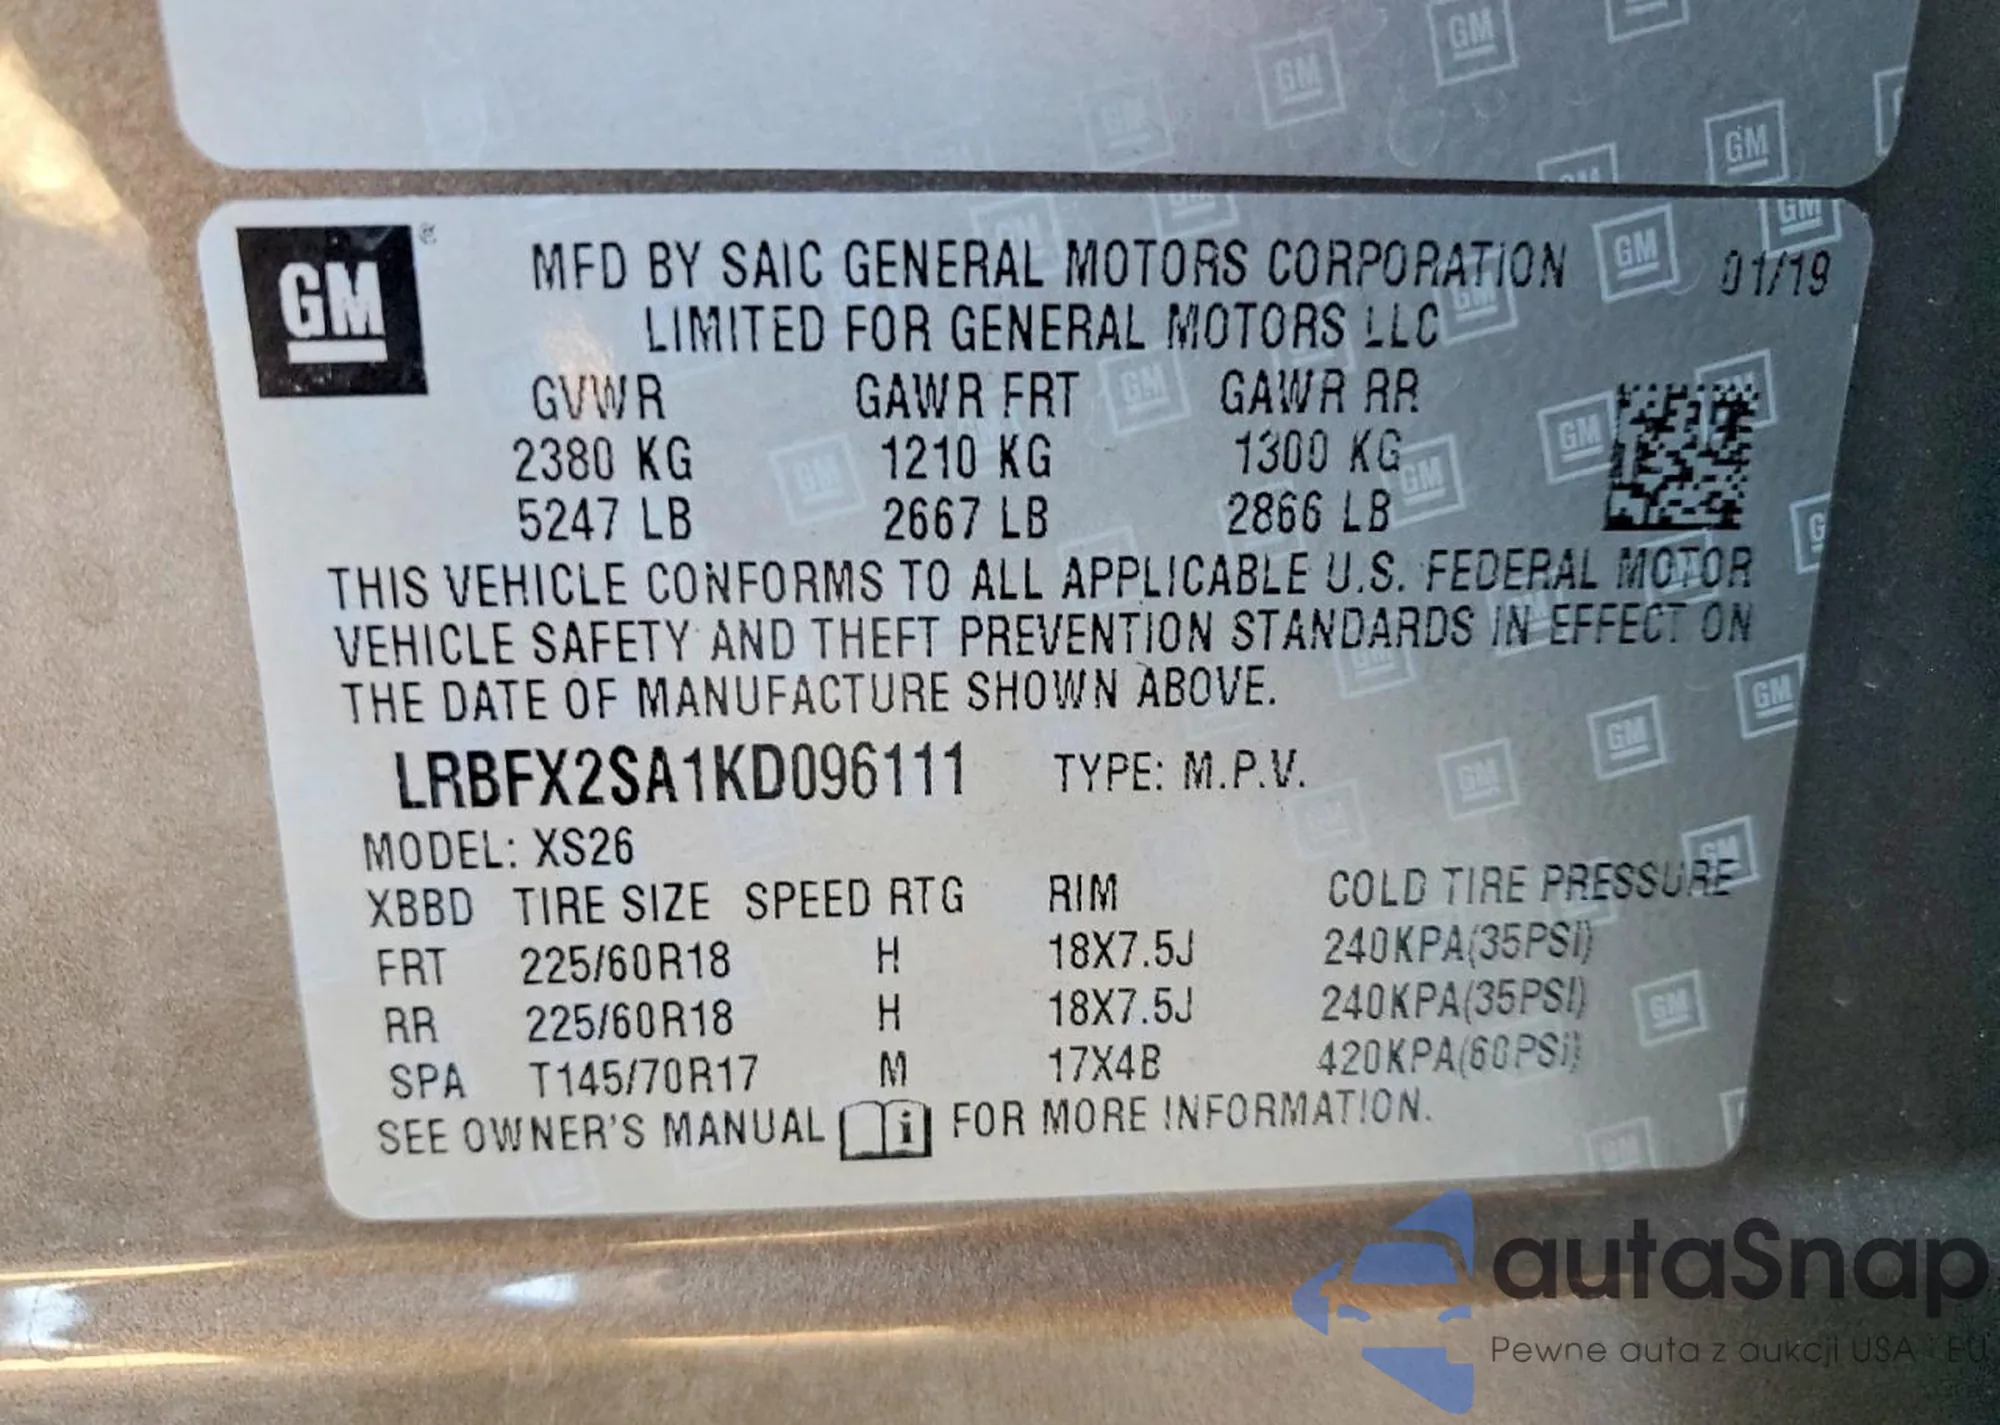 GM
MFD BY SAIC GENERAL MOTORS CORPORATION 01/19
LIMITED FOR GENERAL MOTORS LLC
GVWR GAWR FRT GAWR RR
2380 KG 1210 KG 1300 KG
5247 LB 2667 LB 2866 LB
THIS VEHICLE CONFORMS TO ALL APPLICABLE U.S. FEDERAL MOTOR
VEHICLE SAFETY AND THEFT PREVENTION STANDARDS IN EFFECT ON
THE DATE OF MANUFACTURE SHOWN ABOVE.
LRBFX2SA1KD096111 TYPE: M.P.V.
MODEL: XS26
XBBD TIRE SIZE SPEED RTG RIM COLD TIRE PRESSURE
FRT 225/60R18 H 18X7.5J 240KPA(35PSI)
RR 225/60R18 H 18X7.5J 240KPA(35PSI)
SPA T145/70R17 M 17X4B 420KPA(60PSI)
SEE OWNER'S MANUAL i FOR MORE INFORMATION.
autaSnap
Pewne auta z aukcji USA i EU